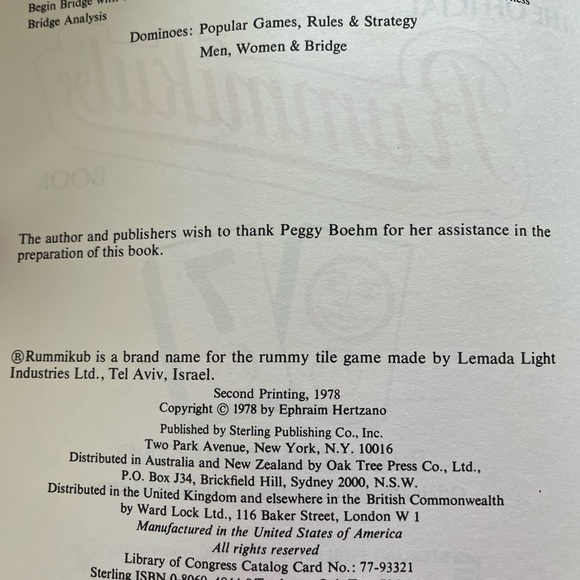 Begin Bridge with
Bridge Analysis
Dominoes: Popular Games, Rules & Strategy
Men, Women & Bridge
The author and publishers wish to thank Peggy Boehm for her assistance in the
preparation of this book.
®Rummikub is a brand name for the rummy tile game made by Lemada Light
Industries Ltd., Tel Aviv, Israel.
Second Printing, 1978
Copyright © 1978 by Ephraim Hertzano
Published by Sterling Publishing Co., Inc.
Two Park Avenue, New York, N.Y. 10016
Distributed in Australia and New Zealand by Oak Tree Press Co., Ltd.,
P.O. Box J34, Brickfield Hill, Sydney 2000, N.S.W.
Distributed in the United Kingdom and elsewhere in the British Commonwealth
by Ward Lock Ltd., 116 Baker Street, London W 1
Manufactured in the United States of America
All rights reserved
Library of Congress Catalog Card No.: 77-93321
Sterling ISBN